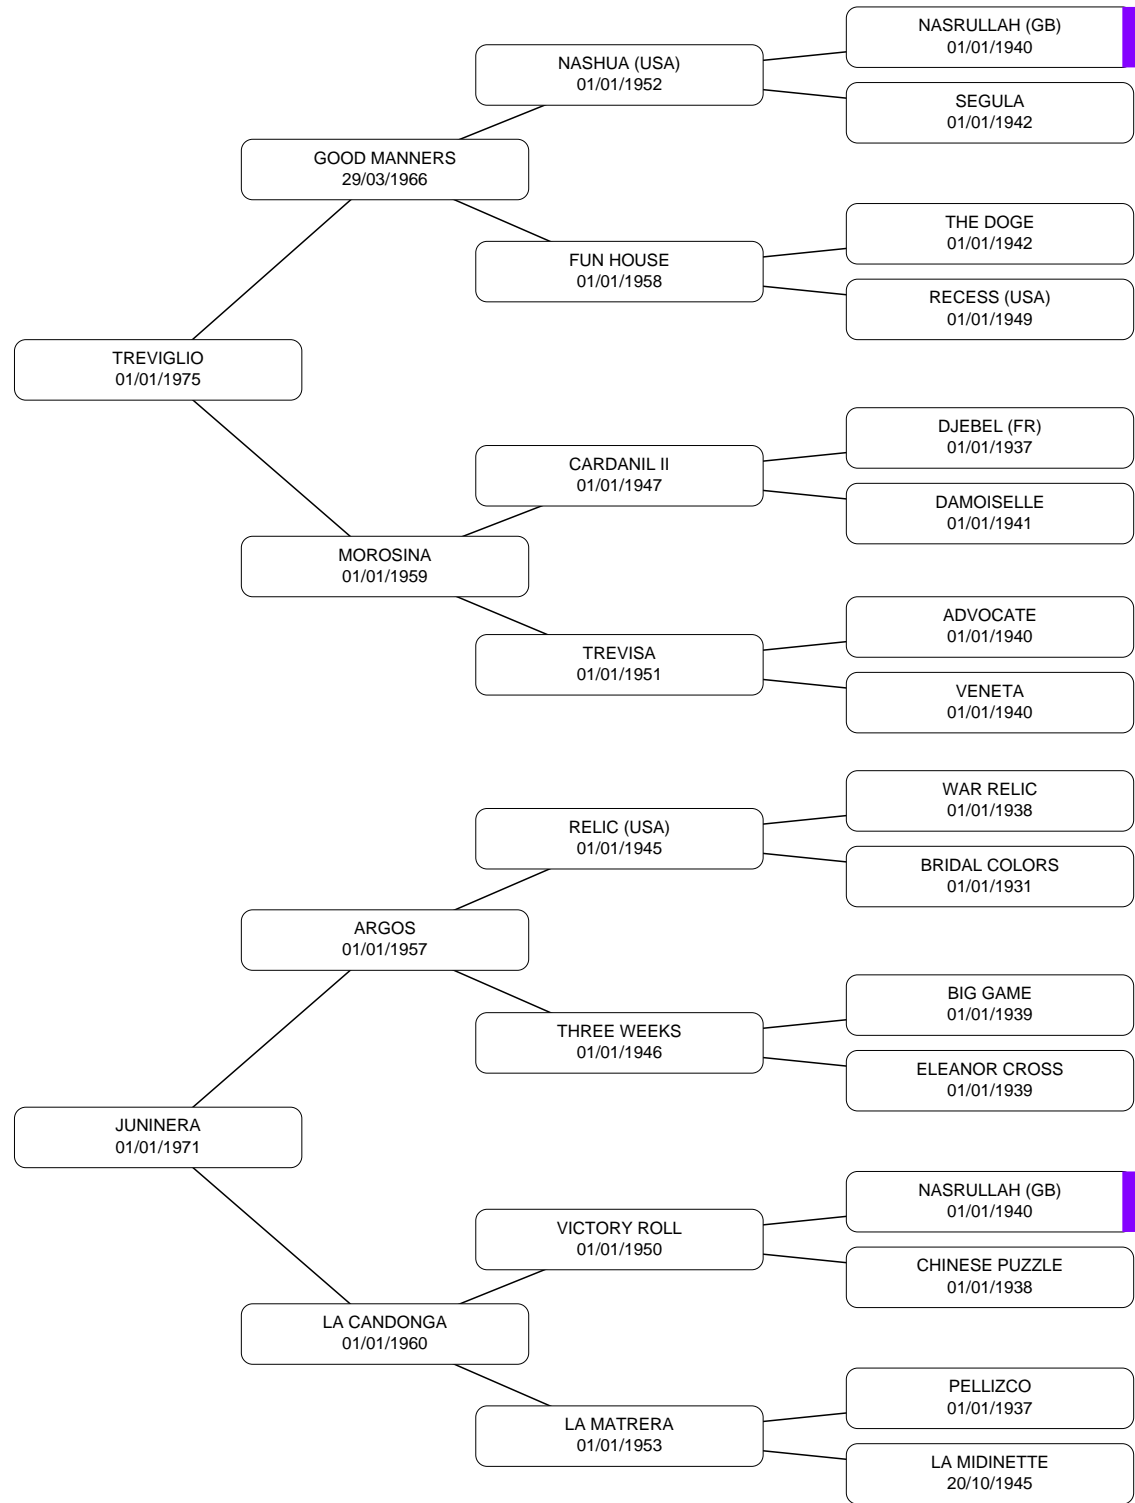 NASRULLAH (GB)
01/01/1940
NASHUA (USA)
01/01/1952
SEGULA
01/01/1942
GOOD MANNERS
29/03/1966
THE DOGE
01/01/1942
FUN HOUSE
01/01/1958
RECESS (USA)
01/01/1949
TREVIGLIO
01/01/1975
DJEBEL (FR)
01/01/1937
CARDANIL II
01/01/1947
DAMOISELLE
01/01/1941
MOROSINA
01/01/1959
ADVOCATE
01/01/1940
TREVISA
01/01/1951
VENETA
01/01/1940
WAR RELIC
01/01/1938
RELIC (USA)
01/01/1945
BRIDAL COLORS
01/01/1931
ARGOS
01/01/1957
BIG GAME
01/01/1939
THREE WEEKS
01/01/1946
ELEANOR CROSS
01/01/1939
JUNINERA
01/01/1971
NASRULLAH (GB)
01/01/1940
VICTORY ROLL
01/01/1950
CHINESE PUZZLE
01/01/1938
LA CANDONGA
01/01/1960
PELLIZCO
01/01/1937
LA MATRERA
01/01/1953
LA MIDINETTE
20/10/1945